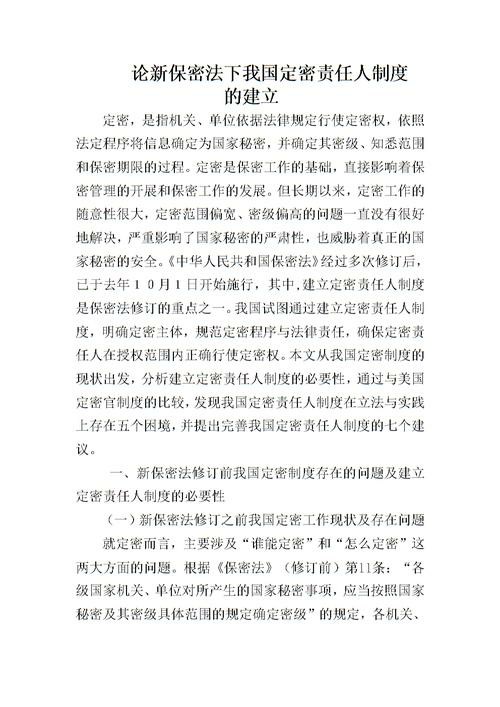 论新保密法下我国定密责任人制度
的建立
定密，是指机关、单位依据法律规定行使定密权，依照
法定程序将信息确定为国家秘密，并确定其密级、知悉范围
和保密期限的过程。定密是保密工作的基础，直接影响着保
密管理的开展和保密工作的发展。但长期以来，定密工作的
随意性很大，定密范围偏宽、密级偏高的问题一直没有很好
地解决，严重影响了国家秘密的严肃性，也威胁着真正的国
家秘密的安全。《中华人民共和国保密法》经过多次修订后，
已于去年１０月１日开始施行，其中,建立定密责任人制度
是保密法修订的重点之一。我国试图通过建立定密责任人制
度，明确定密主体，规范定密程序与法律责任，确保定密责
任人在授权范围内正确行使定密权。本文从我国定密制度的
现状出发，分析建立定密责任人制度的必要性，通过与美国
定密官制度的比较，发现我国定密责任人制度在立法与实践
上存在五个困境，并提出完善我国定密责任人制度的七个建
议。
一、新保密法修订前我国定密制度存在的问题及建立
定密责任人制度的必要性
（一）新保密法修订之前我国定密工作现状及存在问题
就定密而言，主要涉及“谁能定密”和“怎么定密”这
两大方面的问题。根据《保密法》（修订前）第11条：“各
级国家机关、单位对所产生的国家秘密事项，应当按照国家
秘密及其密级具体范围的规定确定密级”的规定，各机关、